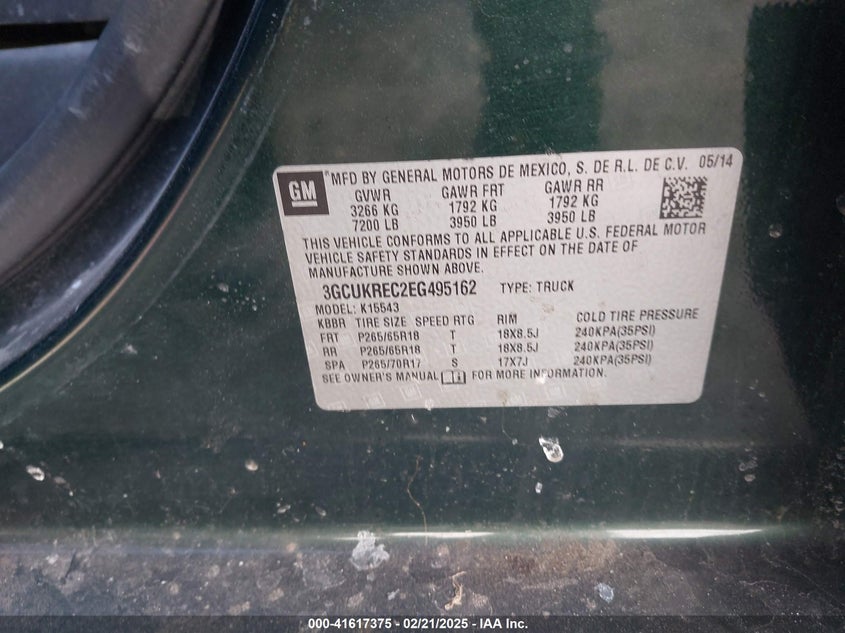 GM
MFD BY GENERAL MOTORS DE MEXICO, S. DE R.L. DE C.V. 05/14
GVWR GAWR FRT GAWR RR
3266 KG 1792 KG 1792 KG
7200 LB 3950 LB 3950 LB
THIS VEHICLE CONFORMS TO ALL APPLICABLE U.S. FEDERAL MOTOR
VEHICLE SAFETY STANDARDS IN EFFECT ON THE DATE OF
MANUFACTURE SHOWN ABOVE.
3GCUKREC2EG495162 TYPE: TRUCK
MODEL: K15543
KBBR TIRE SIZE SPEED RTG RIM COLD TIRE PRESSURE
FRT P265/65R18 T 18X8.5J 240KPA(35PSI)
RR P265/65R18 T 18X8.5J 240KPA(35PSI)
SPA P265/70R17 S 17X7J 240KPA(35PSI)
SEE OWNER'S MANUAL FOR MORE INFORMATION.
000-41617375 - 02/21/2025 - IAA Inc.